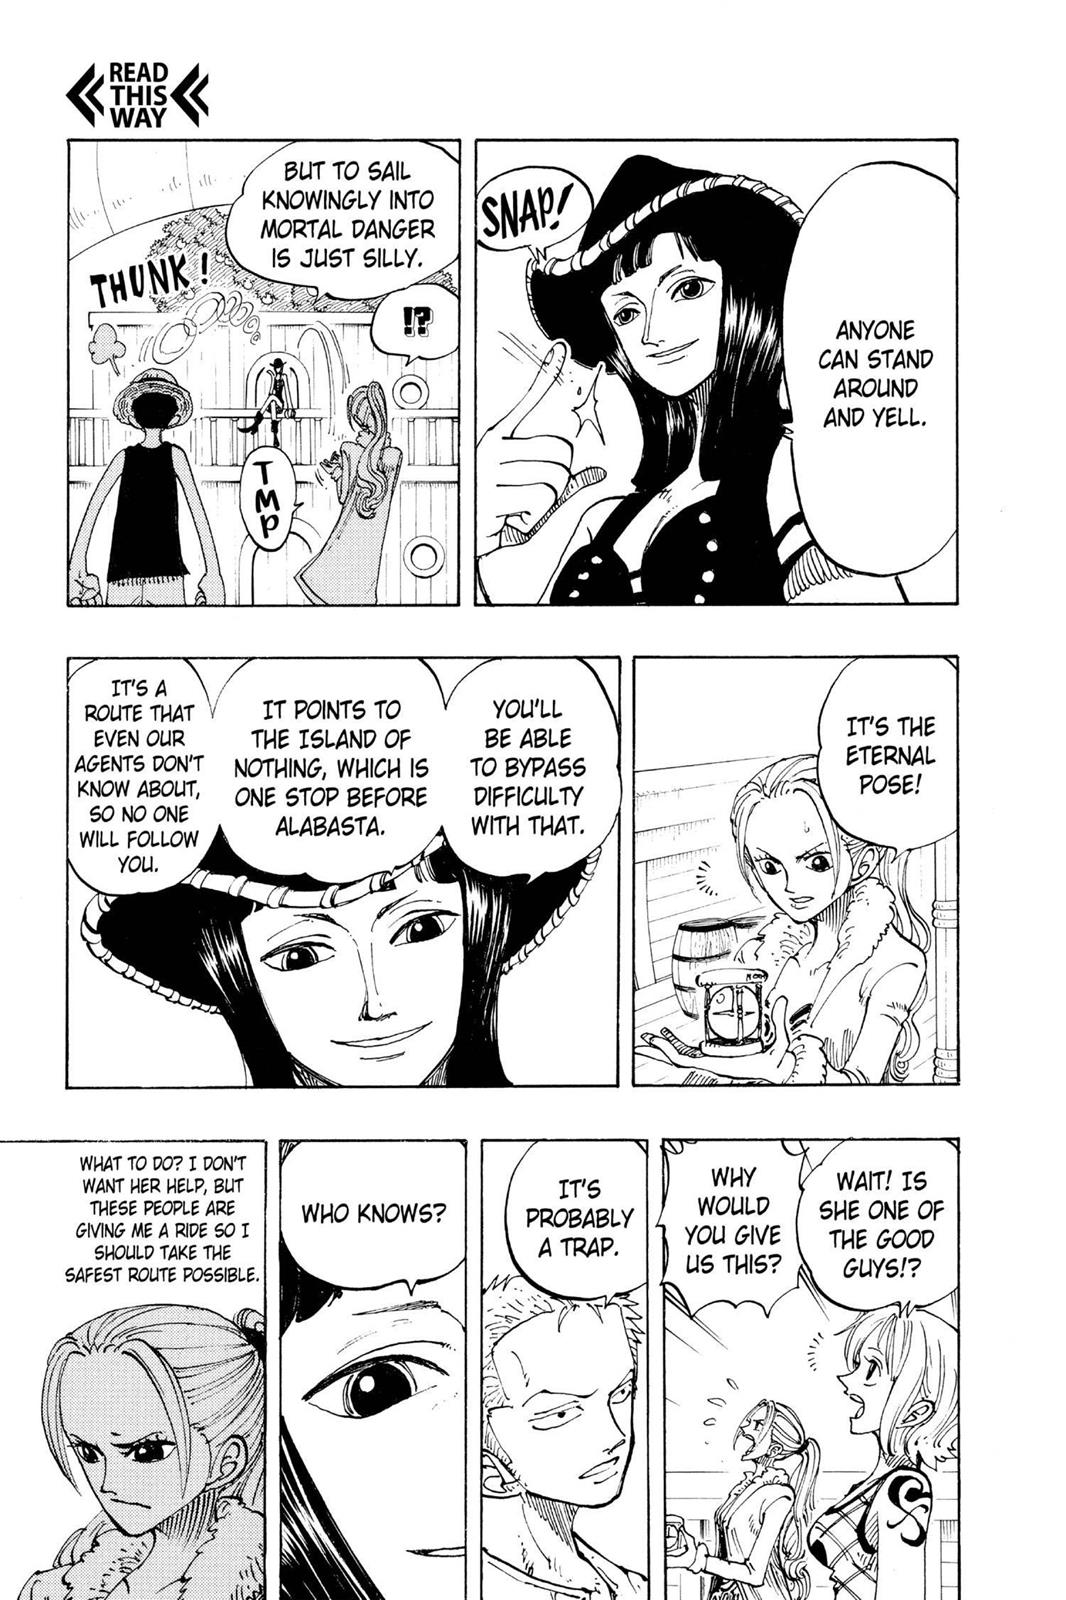 READ
THIS
WAY
SNAP!
ANYONE
CAN STAND
AROUND
AND YELL.
BUT TO SAIL
KNOWINGLY INTO
MORTAL DANGER
IS JUST SILLY.
THUNK!
!?
TMP
IT'S THE
ETERNAL
POSE!
YOU'LL
BE ABLE
TO BYPASS
DIFFICULTY
WITH THAT.
IT POINTS TO
THE ISLAND OF
NOTHING, WHICH IS
ONE STOP BEFORE
ALABASTA.
IT'S A
ROUTE THAT
EVEN OUR
AGENTS DON'T
KNOW ABOUT,
SO NO ONE
WILL FOLLOW
YOU.
WAIT! IS
SHE ONE OF
THE GOOD
GUYS!?
WHY
WOULD
YOU GIVE
US THIS?
IT'S
PROBABLY
A TRAP.
WHO KNOWS?
WHAT TO DO? I DON'T
WANT HER HELP, BUT
THESE PEOPLE ARE
GIVING ME A RIDE SO I
SHOULD TAKE THE
SAFEST ROUTE POSSIBLE.